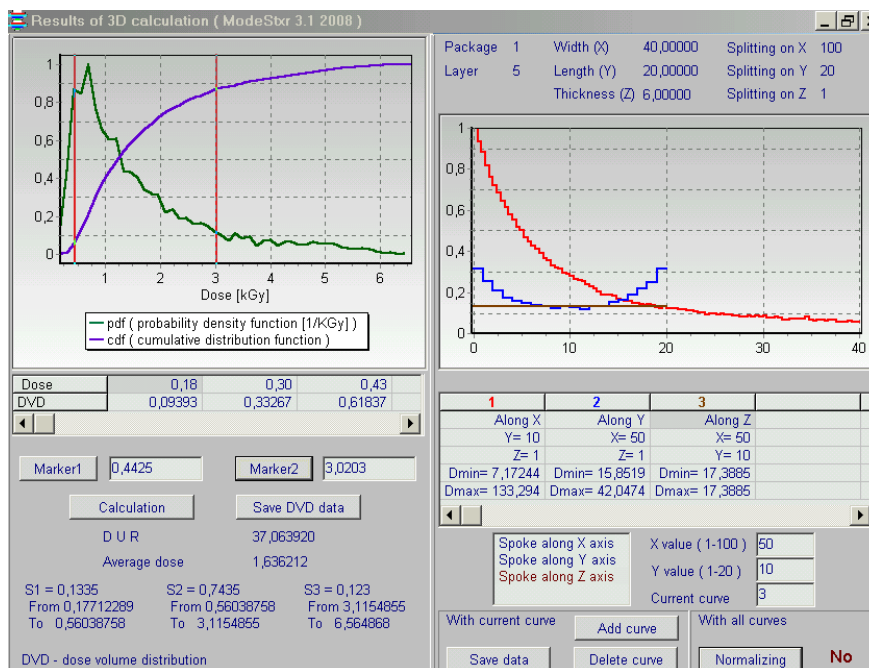 Results of 3D calculation ( ModeStxr 3.1 2008 )
1
0,8
0,6
0,4
0,2
0
1 2 3 4 5 6
Dose [kGy]
pdf ( probability density function [1/KGy] )
cdf ( cumulative distribution function )
Dose 0,18 0,30 0,43
DVD 0,09393 0,33267 0,61837
Marker1 0,4425 Marker2 3,0203
Calculation Save DVD data
D U R 37,063920
Average dose 1,636212
S1 = 0,1335 S2 = 0,7435 S3 = 0,123
From 0,17712289 From 0,56038758 From 3,1154855
To 0,56038758 To 3,1154855 To 6,564868
DVD - dose volume distribution
Package 1 Width (X) 40,00000 Splitting on X 100
Layer 5 Length (Y) 20,00000 Splitting on Y 20
Thickness (Z) 6,00000 Splitting on Z 1
1
0,8
0,6
0,4
0,2
0
0 10 20 30 40
1 2 3
Along X Along Y Along Z
Y= 10 X= 50 X= 50
Z= 1 Z= 1 Y= 10
Dmin= 7,17244 Dmin= 15,8519 Dmin= 17,3885
Dmax= 133,294 Dmax= 42,0474 Dmax= 17,3885
Spoke along X axis
Spoke along Y axis
Spoke along Z axis
X value ( 1-100 ) 50
Y value ( 1-20 ) 10
Current curve 3
With current curve Add curve With all curves
Save data Delete curve Normalizing No